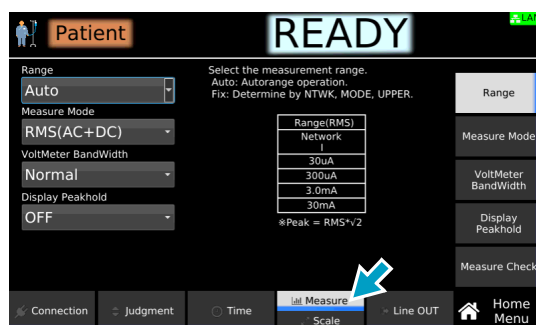 Patient
READY
LAN
Range
Auto
Measure Mode
RMS(AC+DC)
VoltMeter BandWidth
Normal
Display Peakhold
OFF
Select the measurement range.
Auto: Autorange operation.
Fix: Determine by NTWK, MODE, UPPER.
Range(RMS)
Network
I
30uA
300uA
3.0mA
30mA
※Peak = RMS*√2
Range
Measure Mode
VoltMeter
BandWidth
Display
Peakhold
Measure Check
Connection
Judgment
Time
Measure
Scale
Line OUT
Home
Menu